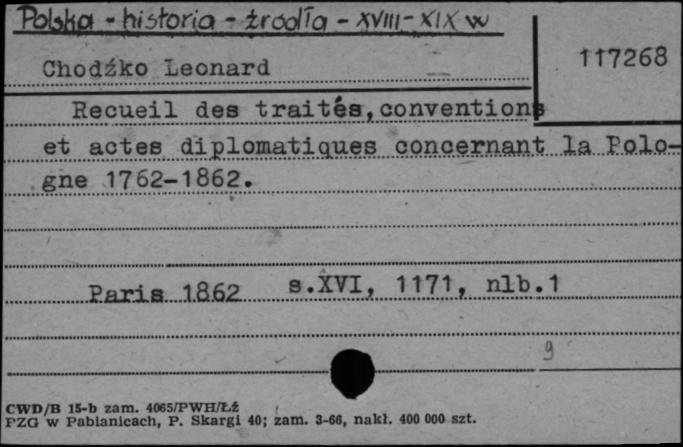 Polska - historia - źródła - XVIII-XIX w
117268
Chodźko Leonard
Recueil des traités, conventions
et actes diplomatiques concernant la Polo-
gne 1762-1862.
Paris 1862 s.XVI, 1171, nlb.1
9
CWD/B 15-b zam. 4065/PWH/Łź
PZG w Pabianicach, P. Skargi 40; zam. 3-66, nakł. 400 000 szt.